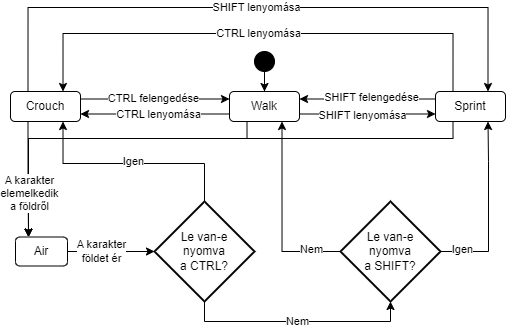 SHIFT lenyomása
CTRL lenyomása
Crouch
CTRL felengedése
CTRL lenyomása
Walk
SHIFT felengedése
SHIFT lenyomása
Sprint
Igen
A karakter
elemelkedik
a földről
Air
A karakter
földet ér
Le van-e
nyomva
a CTRL?
Nem
Le van-e
nyomva
a SHIFT?
Igen
Nem